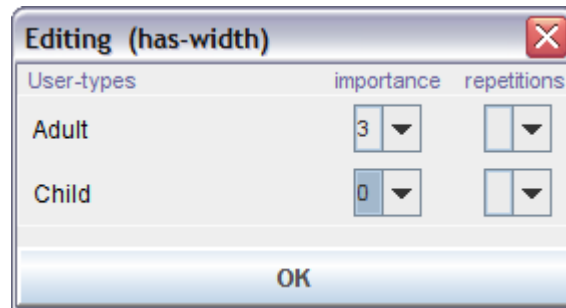 Editing (has-width)
User-types importance repetitions
Adult 3
Child 0
OK